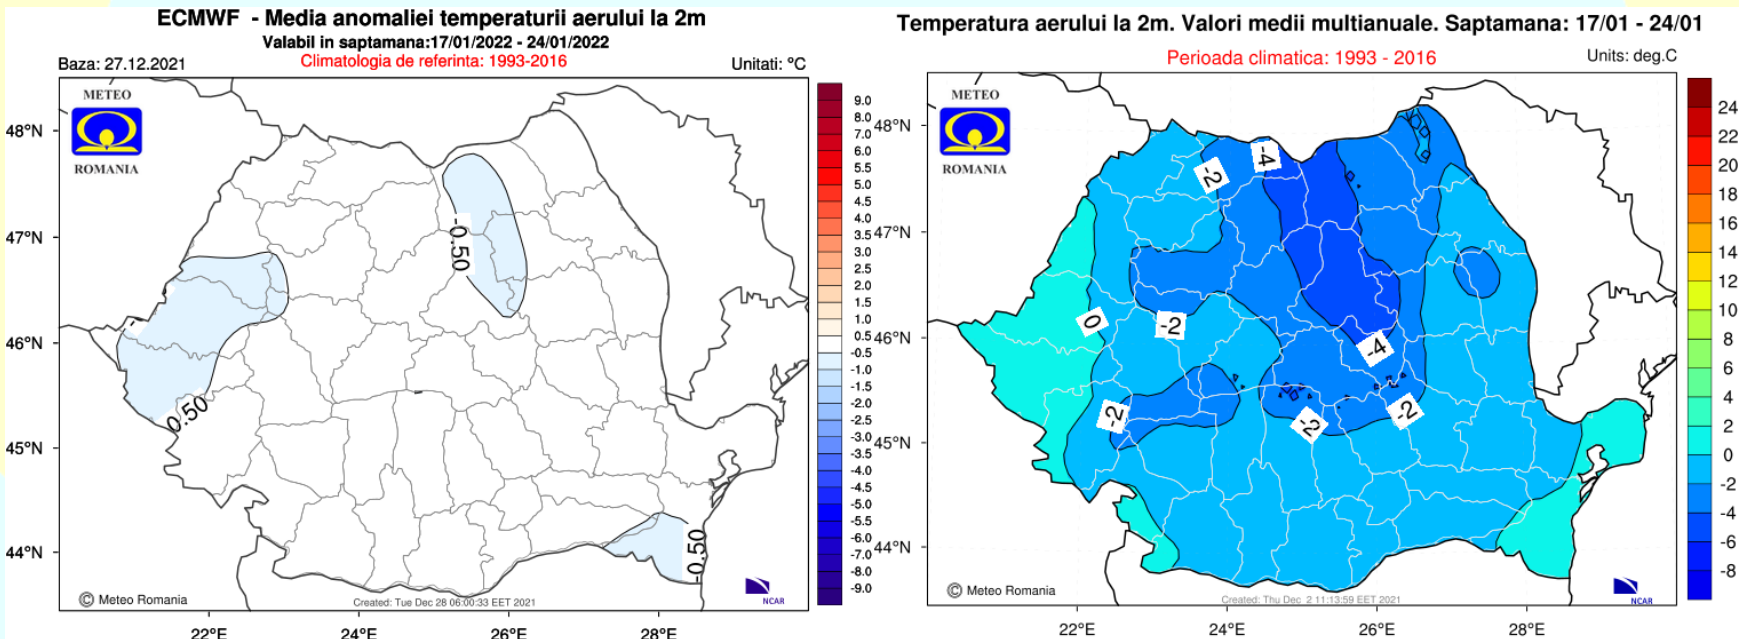 ECMWF - Media anomaliei temperaturii aerului la 2m
Valabil in saptamana:17/01/2022 - 24/01/2022
Climatologia de referinta: 1993-2016
Baza: 27.12.2021
Unitati: ºC
METEO
ROMANIA
48°N
47°N
46°N
45°N
44°N
-0.50
0.50
-0.50
9.0
8.0
7.0
6.0
5.5
5.0
4.5
4.0
3.5
3.0
2.5
2.0
1.5
1.0
0.5
-0.5
-1.0
-1.5
-2.0
-2.5
-3.0
-3.5
-4.0
-4.5
-5.0
-5.5
-6.0
-7.0
-8.0
-9.0
© Meteo Romania
Created: Tue Dec 28 06:00:33 EET 2021
NCAR
22°E
24°E
26°E
28°E
Temperatura aerului la 2m. Valori medii multianuale. Saptamana: 17/01 - 24/01
Perioada climatica: 1993 - 2016
Units: deg.C
METEO
ROMANIA
48°N
47°N
46°N
45°N
44°N
-2
-4
0
-2
-4
-2
-2
-2
24
22
20
18
16
14
12
10
8
6
4
2
0
-2
-4
-6
-8
© Meteo Romania
Created: Thu Dec 2 11:13:59 EET 2021
NCAR
22°E
24°E
26°E
28°E